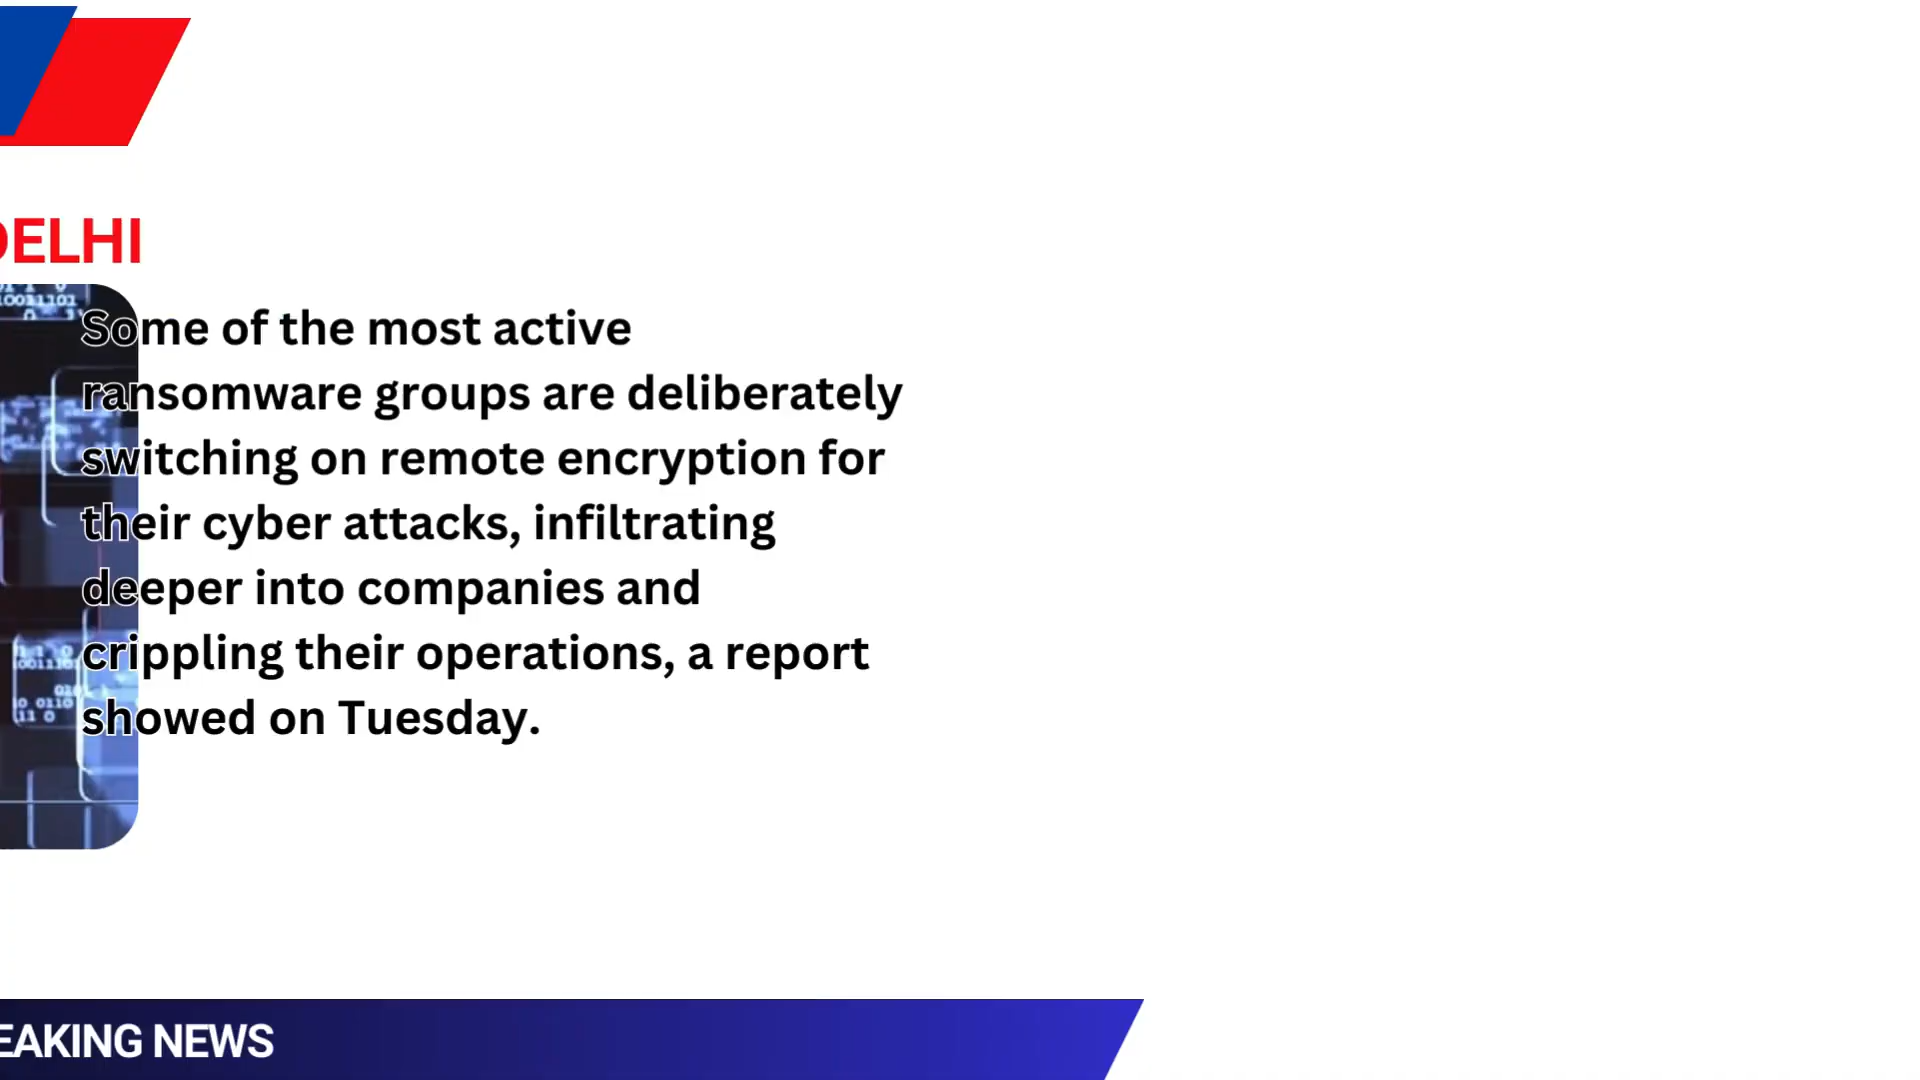 DELHI
Some of the most active
ransomware groups are deliberately
switching on remote encryption for
their cyber attacks, infiltrating
deeper into companies and
crippling their operations, a report
showed on Tuesday.
EAKING NEWS